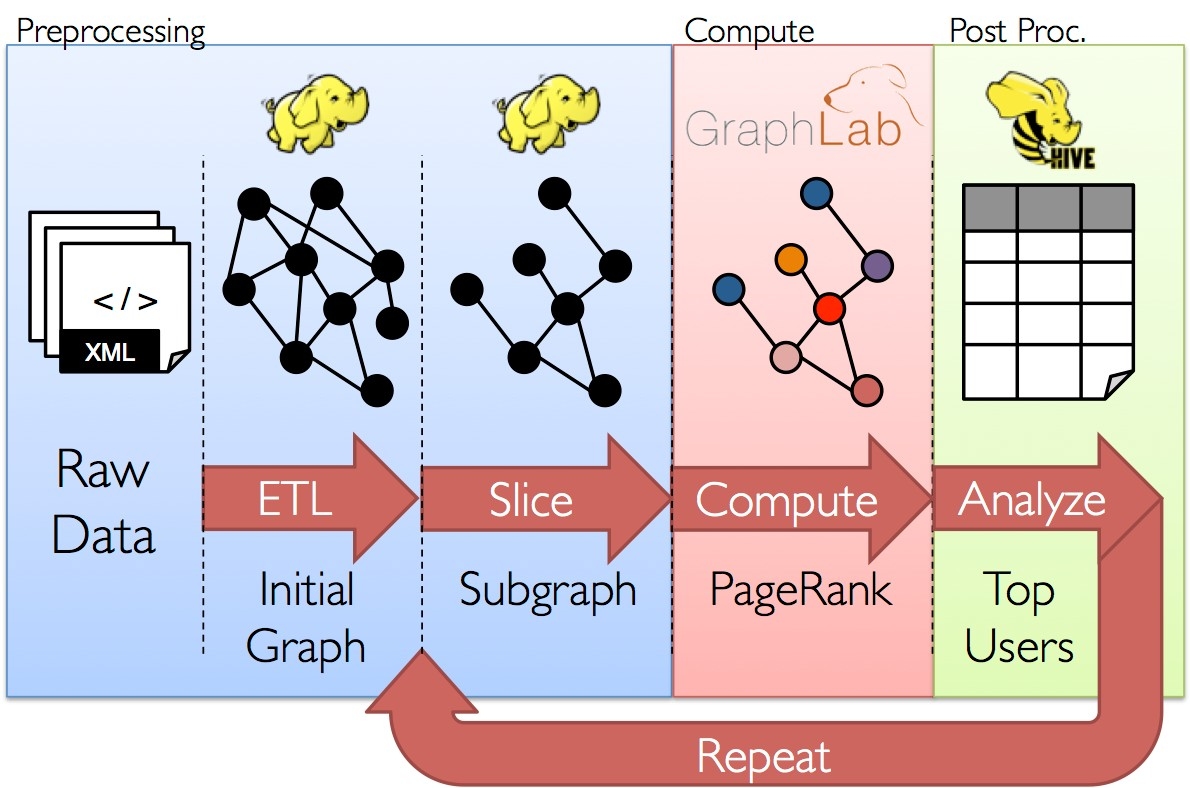 Preprocessing
Compute
Post Proc.
GraphLab
HIVE
</>
XML
Raw
Data
ETL
Slice
Compute
Analyze
Initial
Graph
Subgraph
PageRank
Top
Users
Repeat